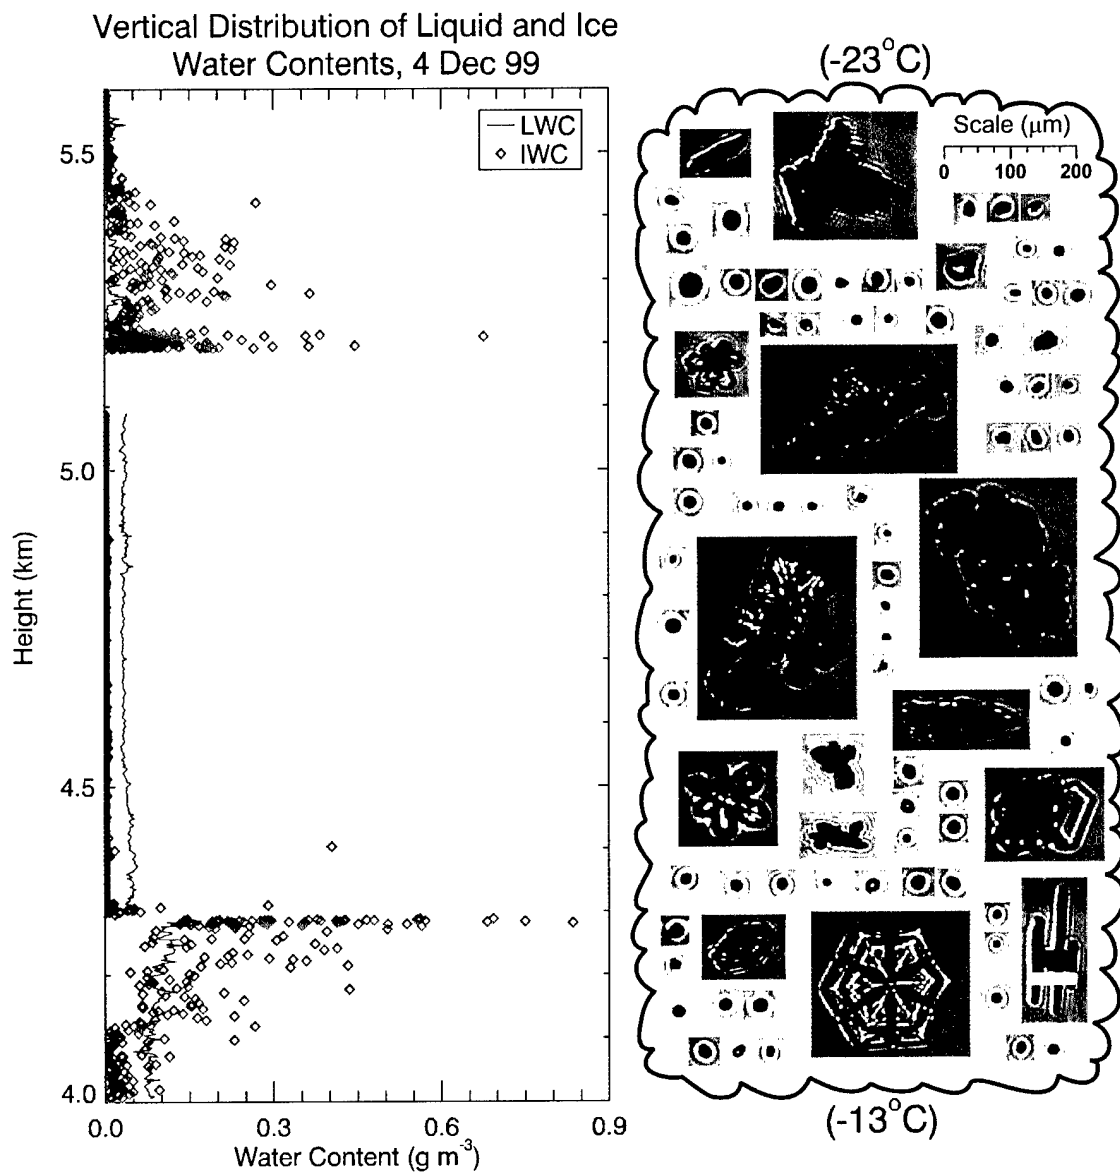 Vertical Distribution of Liquid and Ice
Water Contents, 4 Dec 99
(-23°C)
LWC
IWC
Scale (μm)
0 100 200
5.5
5.0
4.5
4.0
Height (km)
0.0 0.3 0.6 0.9
Water Content (g m⁻³)
(-13°C)